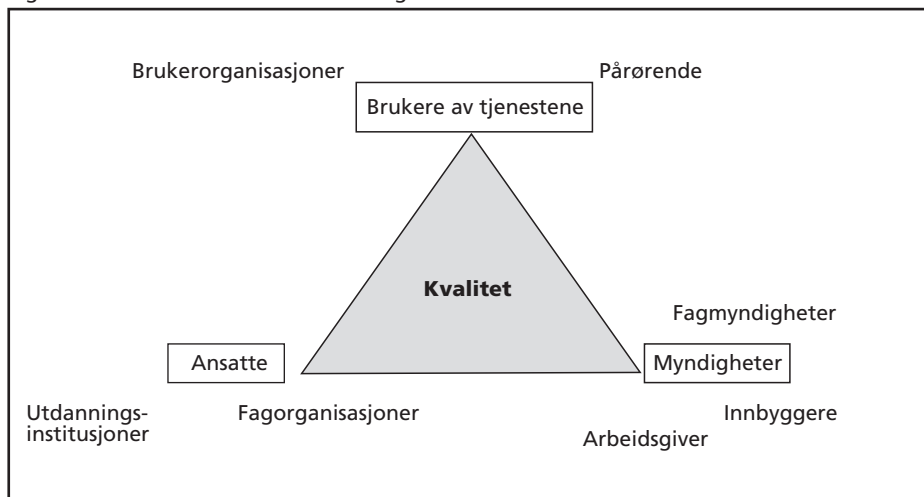 Brukerorganisasjoner
Pårørende
Brukere av tjenestene
Kvalitet
Fagmyndigheter
Ansatte
Myndigheter
Utdannings-
institusjoner
Fagorganisasjoner
Innbyggere
Arbeidsgiver